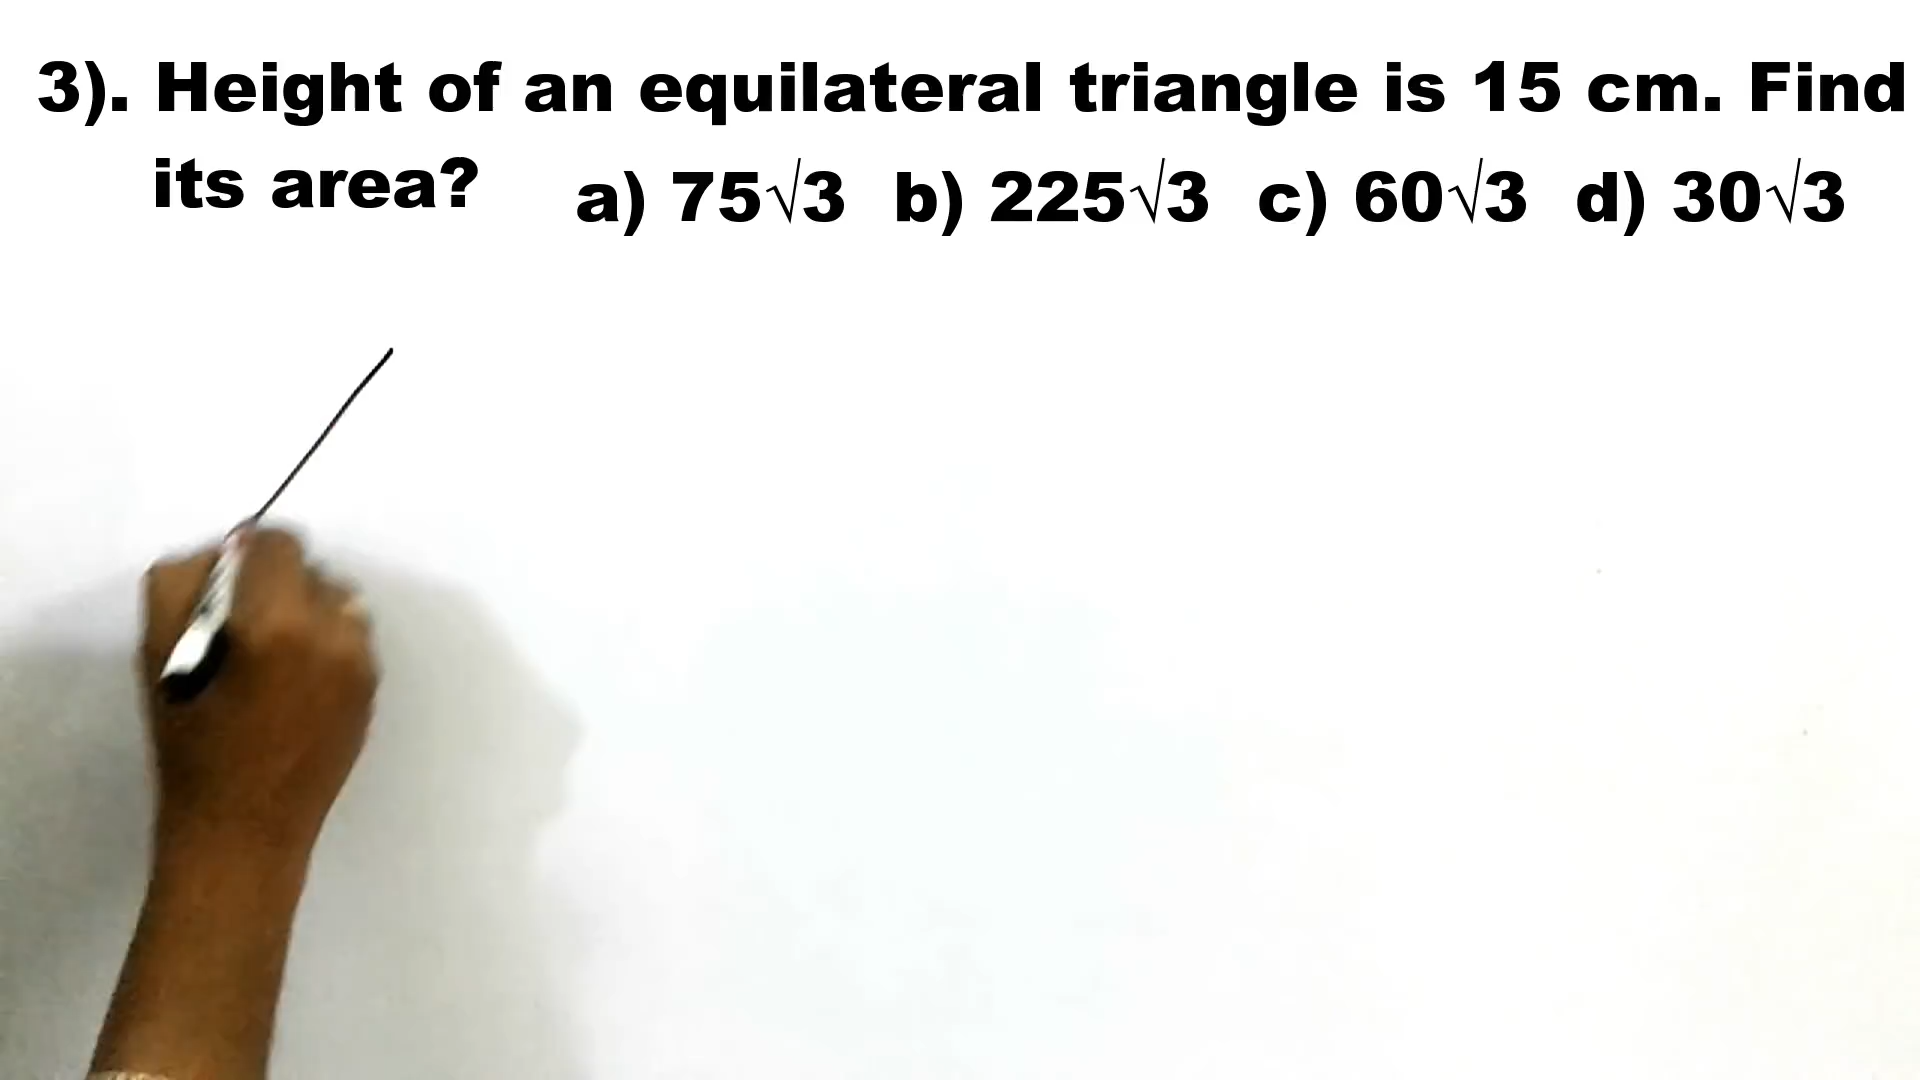 3). Height of an equilateral triangle is 15 cm. Find
its area? a) 75√3 b) 225√3 c) 60√3 d) 30√3